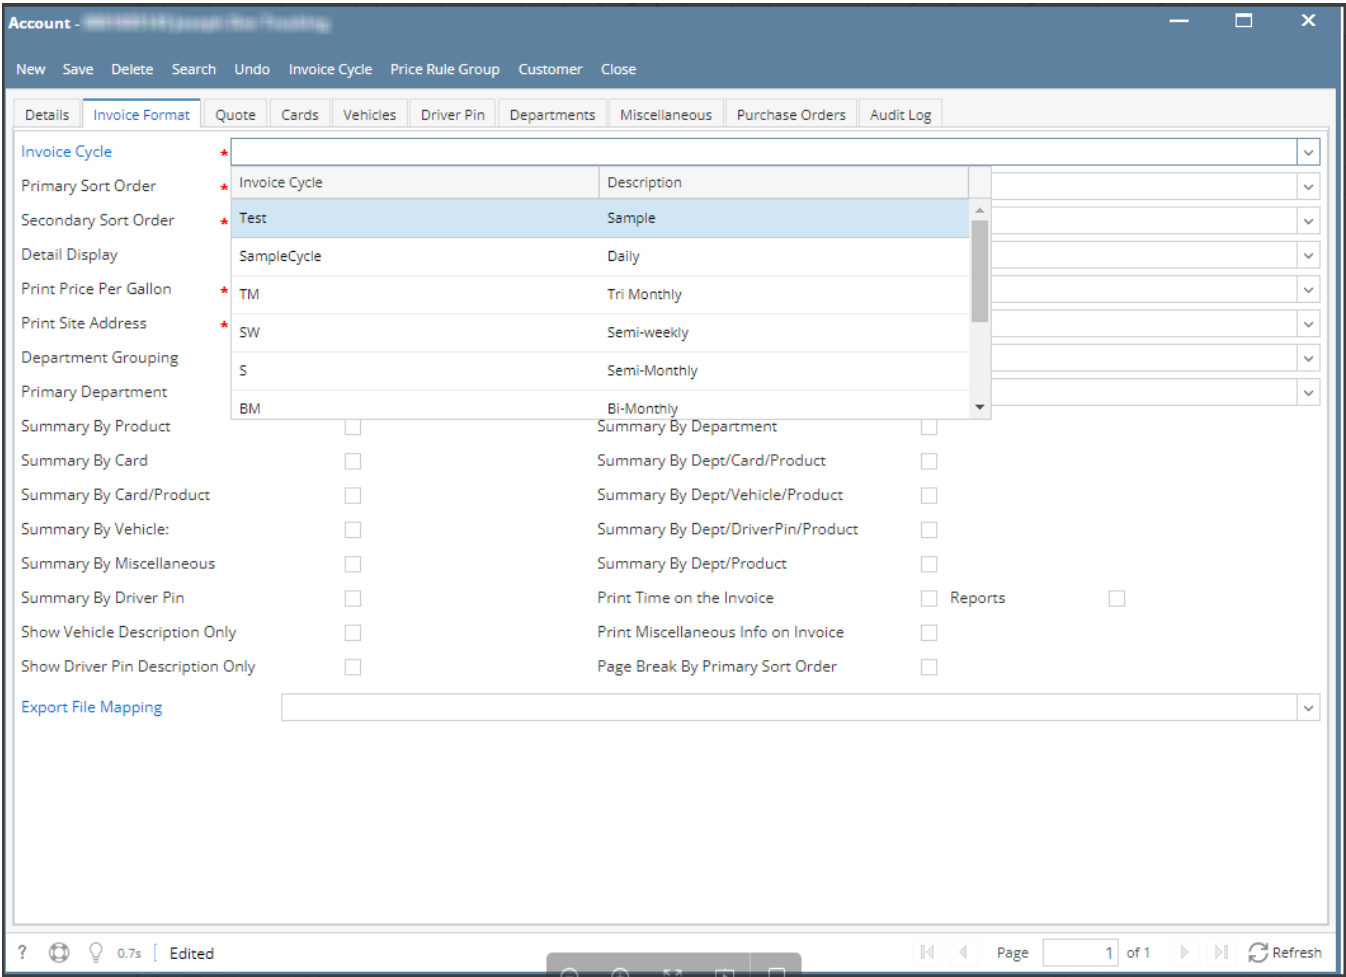 Account -
New Save Delete Search Undo Invoice Cycle Price Rule Group Customer Close
Details Invoice Format Quote Cards Vehicles Driver Pin Departments Miscellaneous Purchase Orders Audit Log
Invoice Cycle *
Primary Sort Order * Invoice Cycle Description
Secondary Sort Order * Test Sample
Detail Display SampleCycle Daily
Print Price Per Gallon * TM Tri Monthly
Print Site Address * SW Semi-weekly
Department Grouping S Semi-Monthly
Primary Department BM Bi-Monthly
Summary By Product Summary By Department
Summary By Card Summary By Dept/Card/Product
Summary By Card/Product Summary By Dept/Vehicle/Product
Summary By Vehicle: Summary By Dept/DriverPin/Product
Summary By Miscellaneous Summary By Dept/Product
Summary By Driver Pin Print Time on the Invoice Reports
Show Vehicle Description Only Print Miscellaneous Info on Invoice
Show Driver Pin Description Only Page Break By Primary Sort Order
Export File Mapping
? 0.7s Edited Page 1 of 1 Refresh